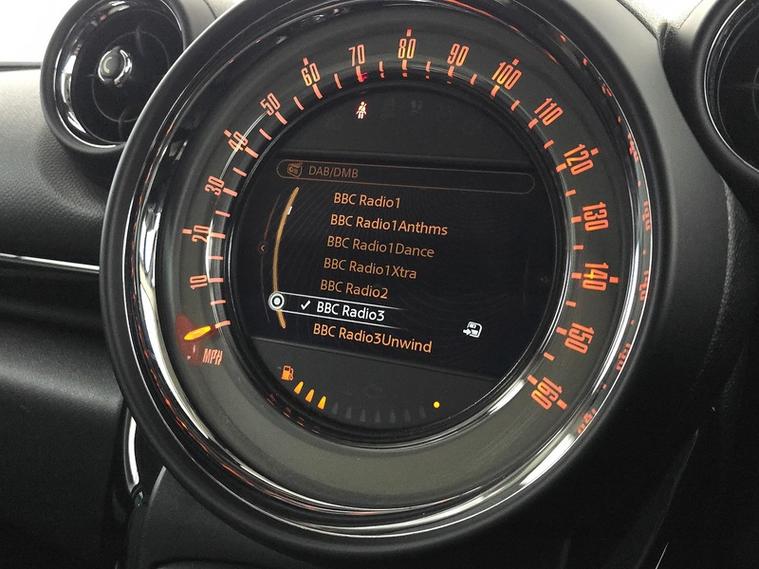 10
20
30
40
50
60
70
80
90
100
110
120
130
140
150
160
MPH
DAB/DMB
BBC Radio1
BBC Radio1Anthms
BBC Radio1Dance
BBC Radio1Xtra
BBC Radio2
BBC Radio3
BBC Radio3Unwind